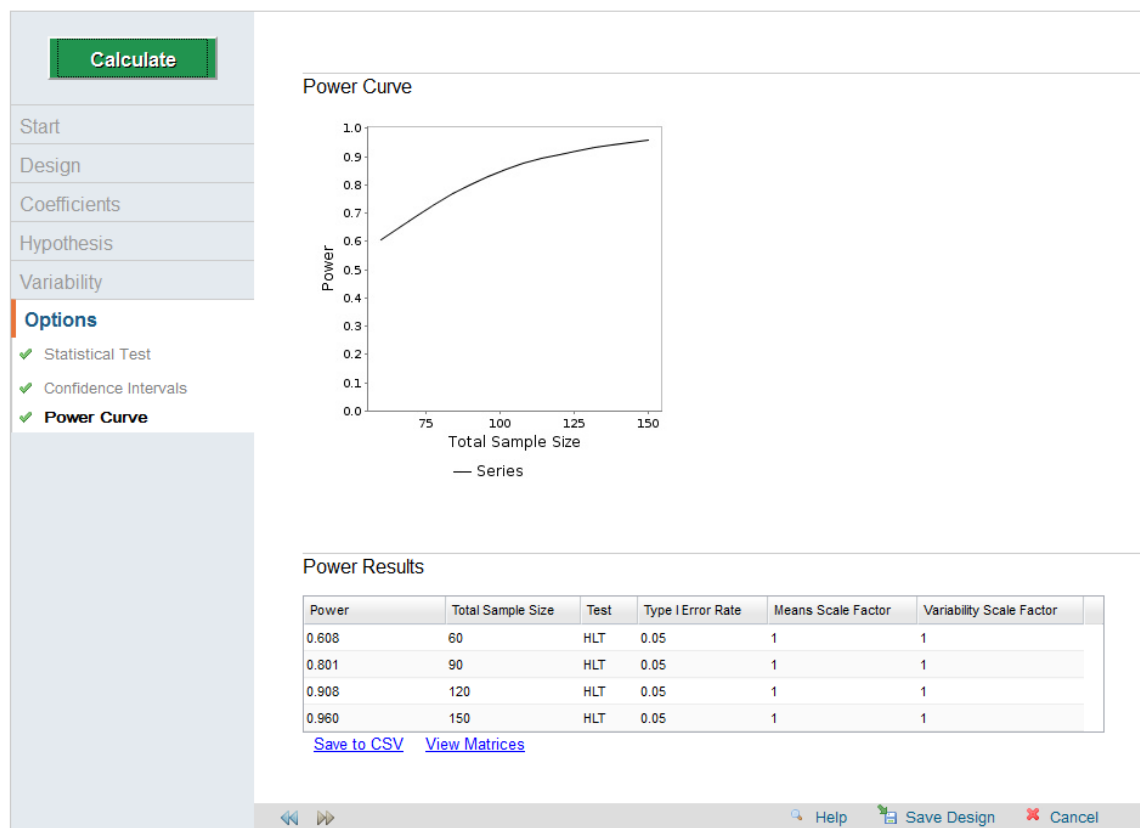 Calculate
Start
Design
Coefficients
Hypothesis
Variability
Options
Statistical Test
Confidence Intervals
Power Curve
Power Curve
1.0
0.9
0.8
0.7
0.6
0.5
0.4
0.3
0.2
0.1
0.0
Power
75 100 125 150
Total Sample Size
— Series
Power Results
Power Total Sample Size Test Type I Error Rate Means Scale Factor Variability Scale Factor
0.608 60 HLT 0.05 1 1
0.801 90 HLT 0.05 1 1
0.908 120 HLT 0.05 1 1
0.960 150 HLT 0.05 1 1
Save to CSV View Matrices
Help Save Design Cancel